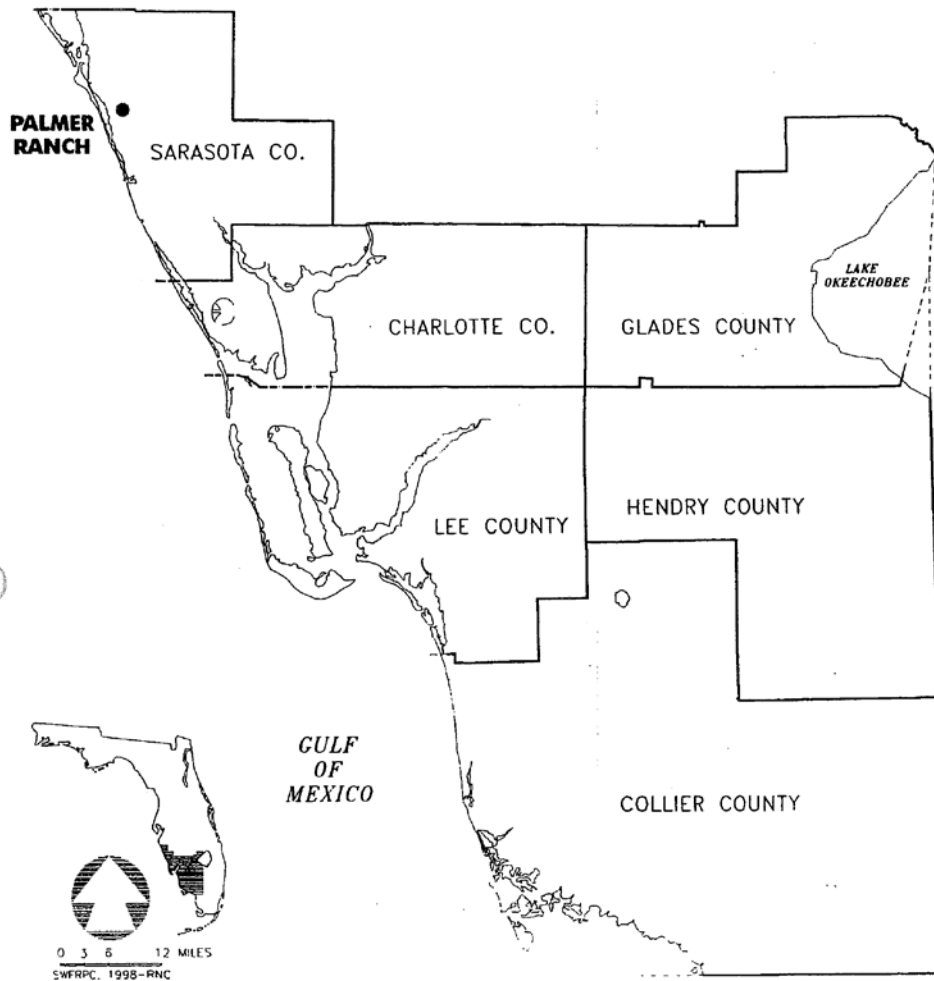 PALMER
RANCH
SARASOTA CO.
LAKE
OKEECHOBEE
CHARLOTTE CO.
GLADES COUNTY
HENDRY COUNTY
LEE COUNTY
GULF
OF
MEXICO
COLLIER COUNTY
0 3 6 12 MILES
SWFRPC, 1998-RNC